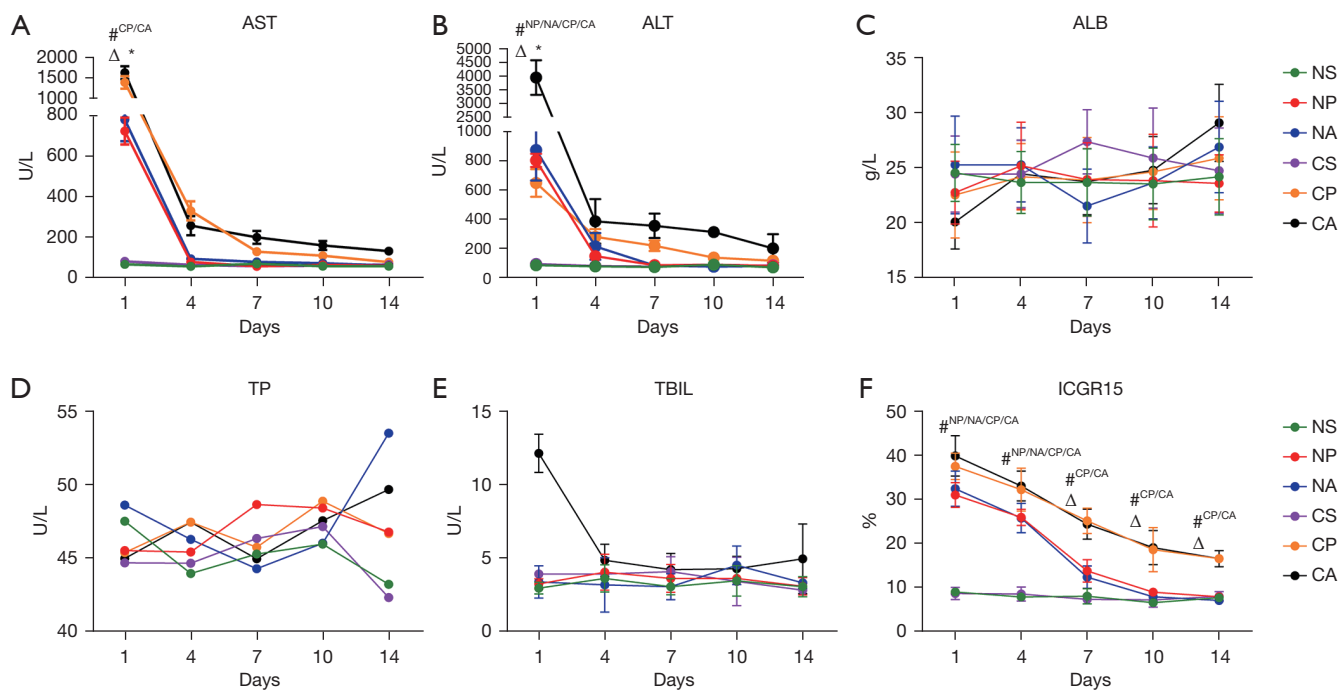 A
AST
#CP/CA
Δ *
2000
1500
1000
800
600
400
200
0
U/L
1 4 7 10 14
Days
B
ALT
#NP/NA/CP/CA
Δ *
5000
4500
4000
3500
3000
2500
2000
1000
800
600
400
200
0
U/L
1 4 7 10 14
Days
C
ALB
35
30
25
20
15
g/L
1 4 7 10 14
Days
NS
NP
NA
CS
CP
CA
D
TP
55
50
45
40
U/L
1 4 7 10 14
Days
E
TBIL
15
10
5
0
U/L
1 4 7 10 14
Days
F
ICGR15
50
40
30
20
10
0
%
#NP/NA/CP/CA
#NP/NA/CP/CA
#CP/CA
Δ
#CP/CA
Δ
#CP/CA
Δ
1 4 7 10 14
Days
NS
NP
NA
CS
CP
CA